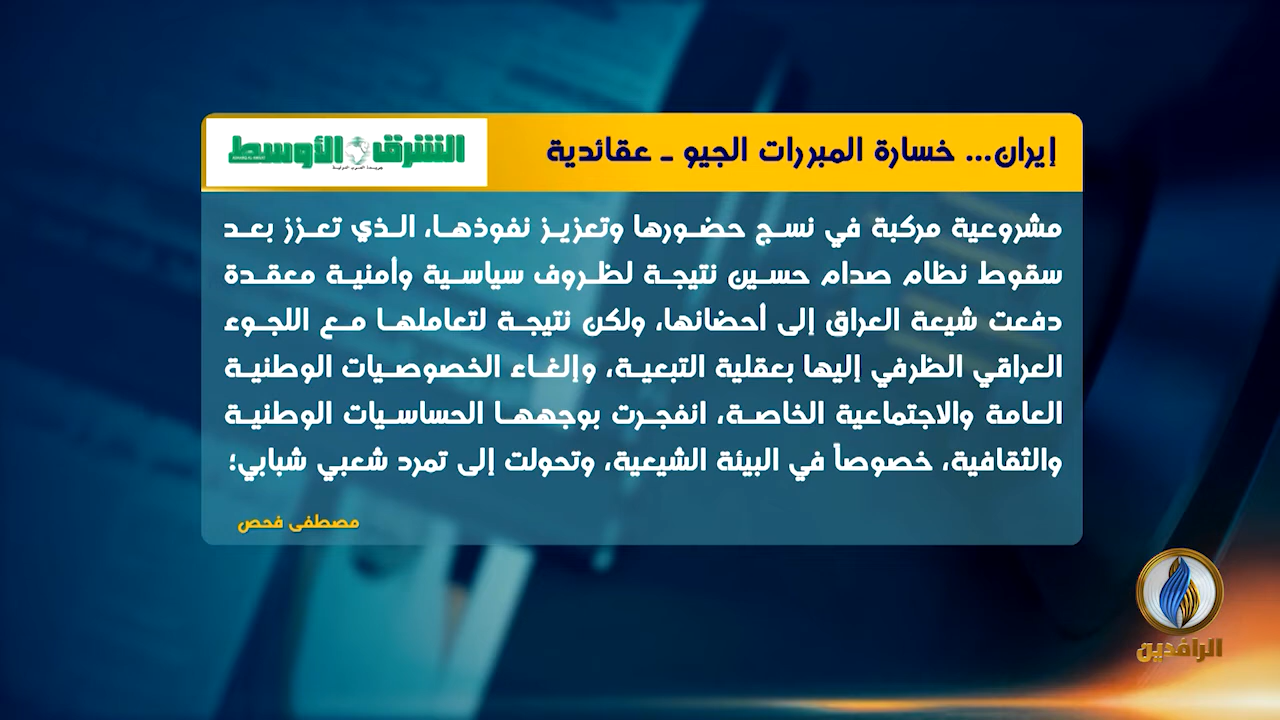 إيران... خسارة المبررات الجيو - عقائدية
الشرق الأوسط
جريدة العرب الدولية
مشروعية مركبة في نسج حضورها وتعزيز نفوذها، الذي تعزز بعد
سقوط نظام صدام حسين نتيجة لظروف سياسية وأمنية معقدة
دفعت شيعة العراق إلى أحضانها، ولكن نتيجة لتعاملها مع اللجوء
العراقي الظرفي إليها بعقلية التبعية، وإلغاء الخصوصيات الوطنية
العامة والاجتماعية الخاصة، انفجرت بوجهها الحساسيات الوطنية
والثقافية، خصوصاً في البيئة الشيعية، وتحولت إلى تمرد شعبي شبابي؛
مصطفى فحص
الرافدين